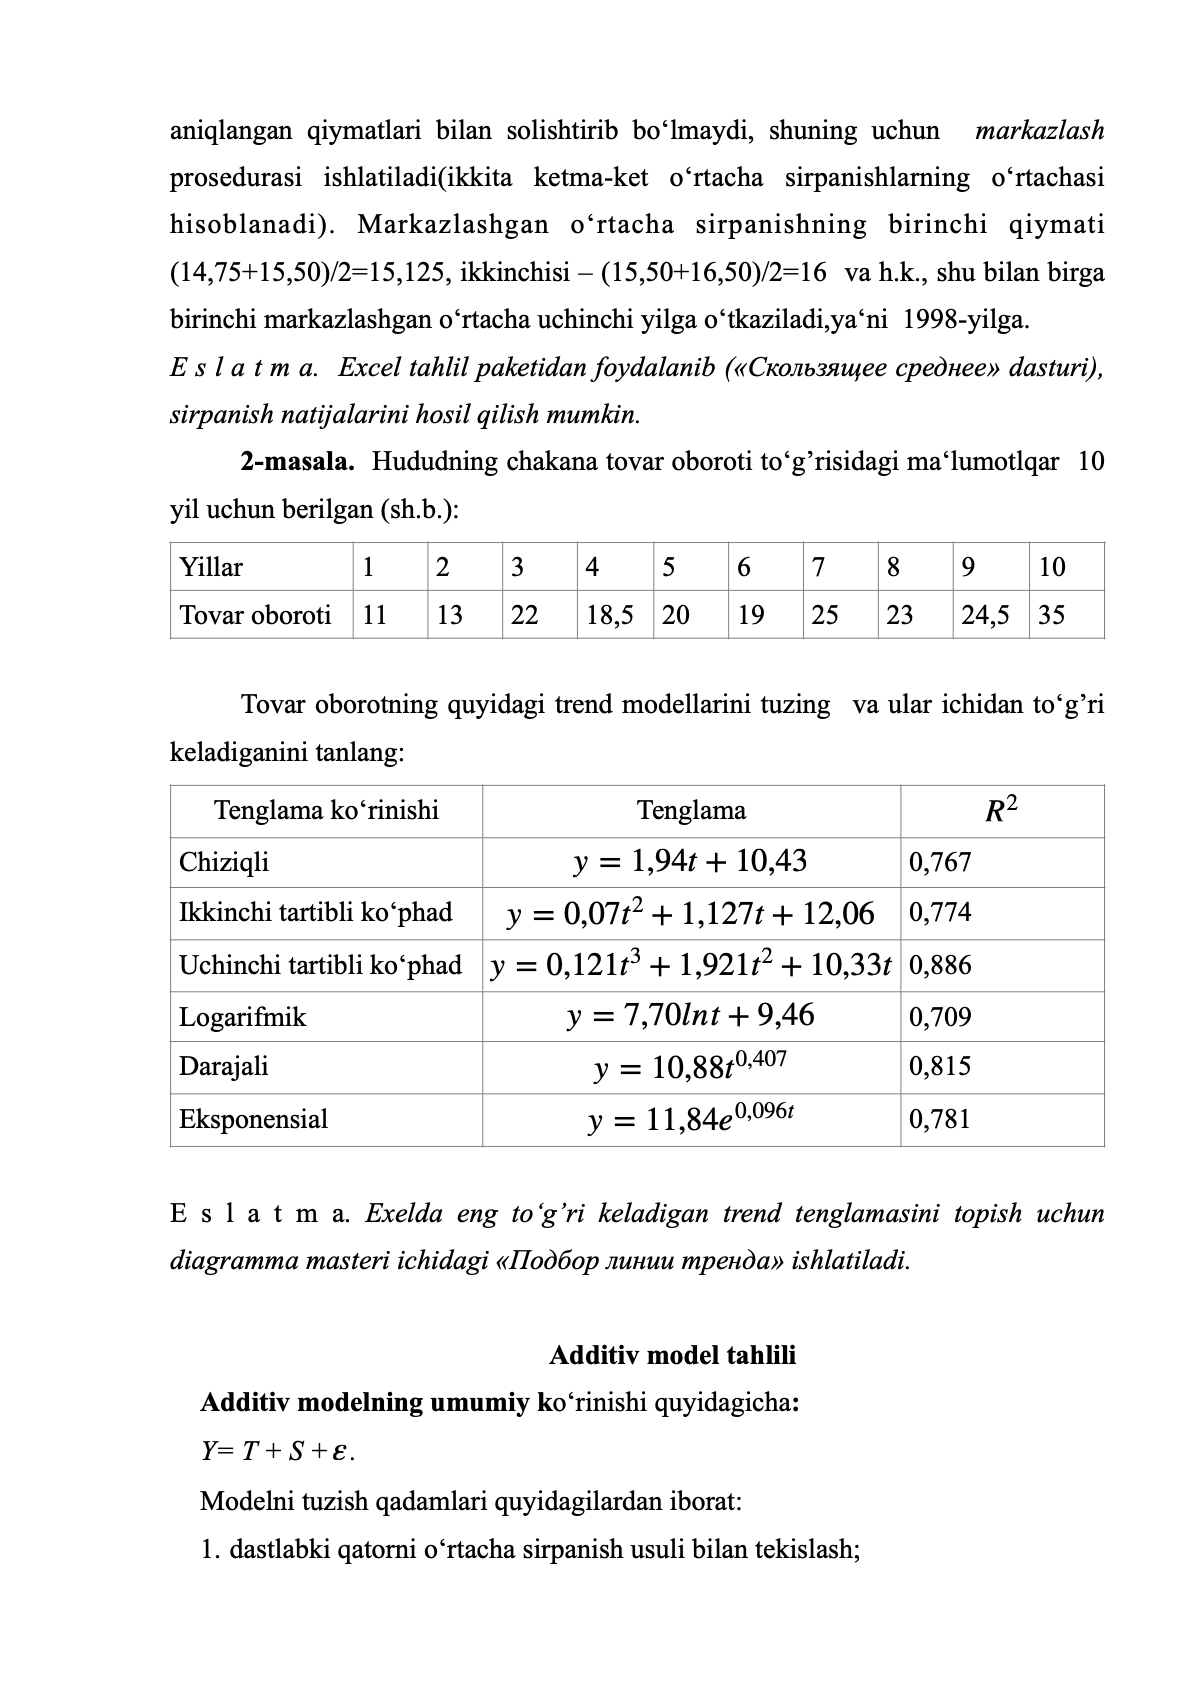 aniqlangan qiymatlari bilan solishtirib bo‘lmaydi, shuning uchun markazlash
prosedurasi ishlatiladi(ikkita ketma-ket o‘rtacha sirpanishlarning o‘rtachasi
hisoblanadi). Markazlashgan o‘rtacha sirpanishning birinchi qiymati
(14,75+15,50)/2=15,125, ikkinchisi – (15,50+16,50)/2=16 va h.k., shu bilan birga
birinchi markazlashgan o‘rtacha uchinchi yilga o‘tkaziladi,ya‘ni 1998-yilga.
E s l a t m a. Excel tahlil paketidan foydalanib («Скользящее среднее» dasturi),
sirpanish natijalarini hosil qilish mumkin.
2-masala. Hududning chakana tovar oboroti to‘g’risidagi ma‘lumotlqar 10
yil uchun berilgan (sh.b.):
Yillar 1 2 3 4 5 6 7 8 9 10
Tovar oboroti 11 13 22 18,5 20 19 25 23 24,5 35
Tovar oborotning quyidagi trend modellarini tuzing va ular ichidan to‘g’ri
keladiganini tanlang:
Tenglama ko‘rinishi Tenglama R²
Chiziqli y = 1,94t + 10,43 0,767
Ikkinchi tartibli ko‘phad y = 0,07t² + 1,127t + 12,06 0,774
Uchinchi tartibli ko‘phad y = 0,121t³ + 1,921t² + 10,33t 0,886
Logarifmik y = 7,70lnt + 9,46 0,709
Darajali y = 10,88t^0,407 0,815
Eksponensial y = 11,84e^0,096t 0,781
E s l a t m a. Exelda eng to‘g’ri keladigan trend tenglamasini topish uchun
diagramma masteri ichidagi «Подбор линии тренда» ishlatiladi.
Additiv model tahlili
Additiv modelning umumiy ko‘rinishi quyidagicha:
Y= T + S + ε.
Modelni tuzish qadamlari quyidagilardan iborat:
1. dastlabki qatorni o‘rtacha sirpanish usuli bilan tekislash;